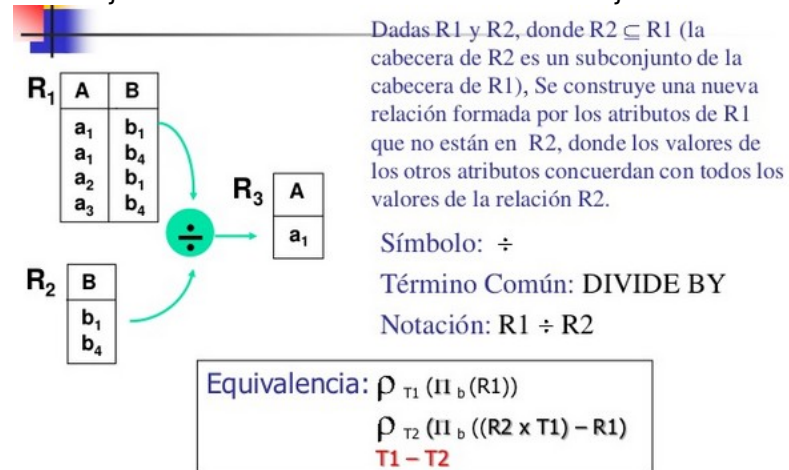 Dadas R1 y R2, donde R2 ⊆ R1 (la
cabecera de R2 es un subconjunto de la
cabecera de R1), Se construye una nueva
relación formada por los atributos de R1
que no están en R2, donde los valores de
los otros atributos concuerdan con todos los
valores de la relación R2.
R₁
A B
a₁ b₁
a₁ b₄
a₂ b₁
a₃ b₄
÷
R₃
A
a₁
R₂
B
b₁
b₄
Símbolo: ÷
Término Común: DIVIDE BY
Notación: R1 ÷ R2
Equivalencia: ρ T1 (Π b (R1))
ρ T2 (Π b ((R2 x T1) – R1)
T1 – T2